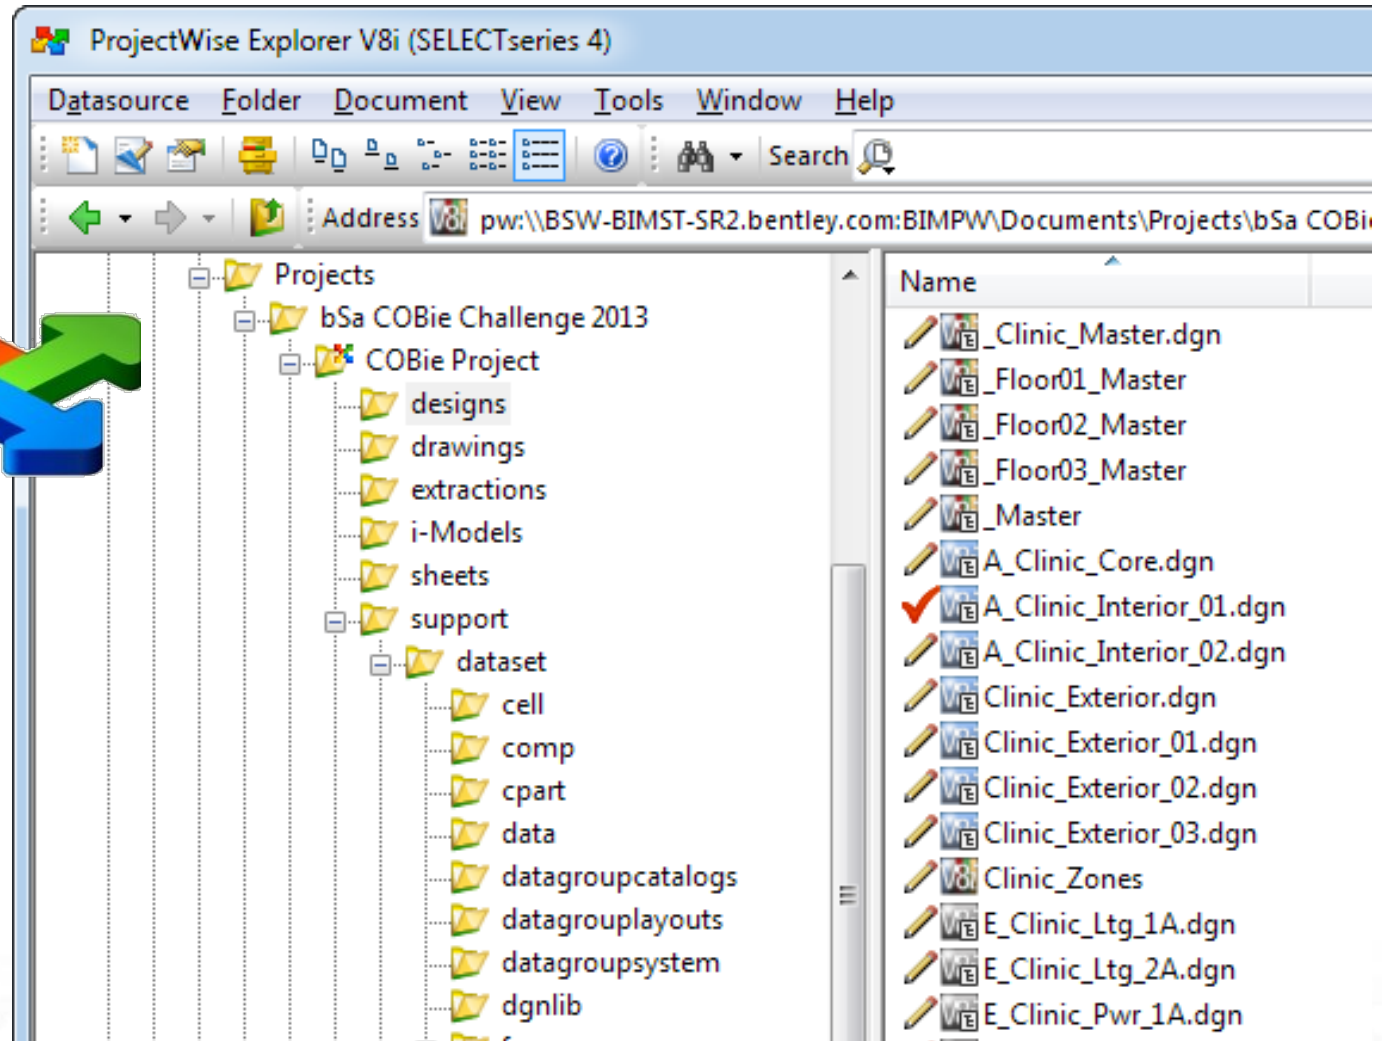 ProjectWise Explorer V8i (SELECTseries 4)
Datasource Folder Document View Tools Window Help
Search
Address pw:\\BSW-BIMST-SR2.bentley.com:BIMPW\Documents\Projects\bSa COBie
Projects
bSa COBie Challenge 2013
COBie Project
designs
drawings
extractions
i-Models
sheets
support
dataset
cell
comp
cpart
data
datagroupcatalogs
datagrouplayouts
datagroupsystem
dgnlib
Name
_Clinic_Master.dgn
_Floor01_Master
_Floor02_Master
_Floor03_Master
_Master
A_Clinic_Core.dgn
A_Clinic_Interior_01.dgn
A_Clinic_Interior_02.dgn
Clinic_Exterior.dgn
Clinic_Exterior_01.dgn
Clinic_Exterior_02.dgn
Clinic_Exterior_03.dgn
Clinic_Zones
E_Clinic_Ltg_1A.dgn
E_Clinic_Ltg_2A.dgn
E_Clinic_Pwr_1A.dgn